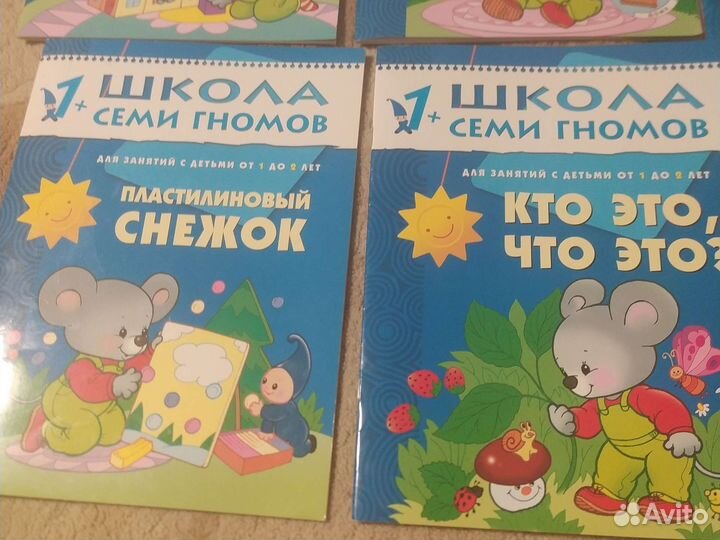 1+ ШКОЛА
СЕМИ ГНОМОВ
ДЛЯ ЗАНЯТИЙ С ДЕТЬМИ ОТ 1 ДО 2 ЛЕТ
ПЛАСТИЛИНОВЫЙ
СНЕЖОК
1+ ШКОЛА
СЕМИ ГНОМОВ
ДЛЯ ЗАНЯТИЙ С ДЕТЬМИ ОТ 1 ДО 2 ЛЕТ
КТО ЭТО,
ЧТО ЭТО?
Avito